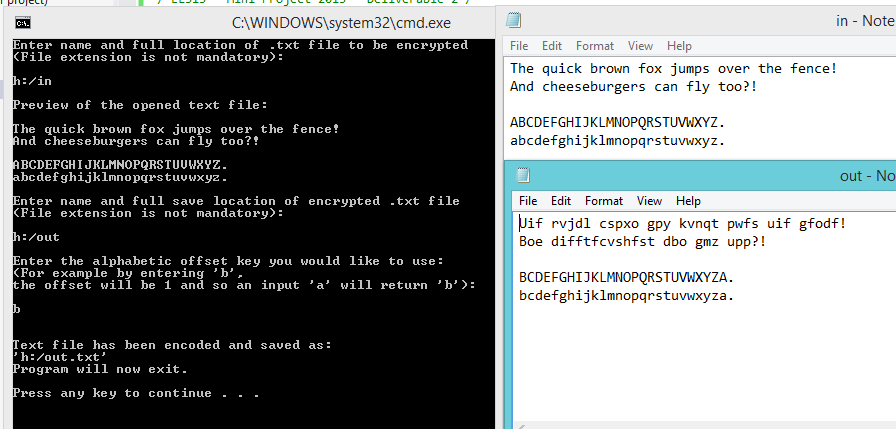 project)
/ EES15 - Mini Project 2015 - Deliverable 2 /
C:\WINDOWS\system32\cmd.exe
Enter name and full location of .txt file to be encrypted
(File extension is not mandatory):
h:/in
Preview of the opened text file:
The quick brown fox jumps over the fence!
And cheeseburgers can fly too?!
ABCDEFGHIJKLMNOPQRSTUVWXYZ.
abcdefghijklmnopqrstuvwxyz.
Enter name and full save location of encrypted .txt file
(File extension is not mandatory):
h:/out
Enter the alphabetic offset key you would like to use:
(For example by entering 'b',
the offset will be 1 and so an input 'a' will return 'b'):
b
Text file has been encoded and saved as:
'h:/out.txt'
Program will now exit.
Press any key to continue . . .
in - Note
File Edit Format View Help
The quick brown fox jumps over the fence!
And cheeseburgers can fly too?!
ABCDEFGHIJKLMNOPQRSTUVWXYZ.
abcdefghijklmnopqrstuvwxyz.
out - No
File Edit Format View Help
Uif rvjdl cspxo gpy kvnqt pwfs uif gfodf!
Boe difftfcvshfst dbo gmz upp?!
BCDEFGHIJKLMNOPQRSTUVWXYZA.
bcdefghijklmnopqrstuvwxyza.